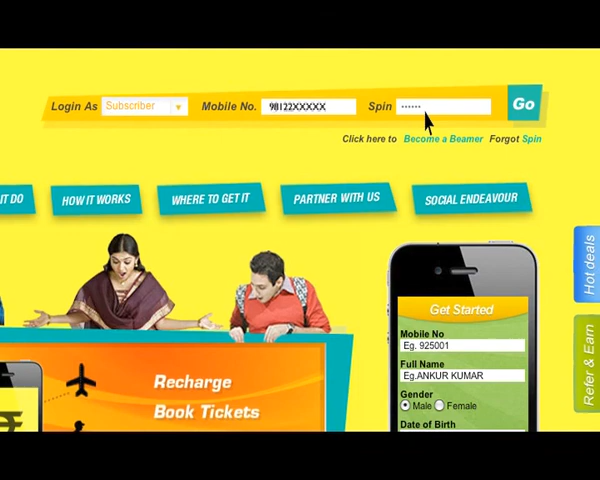 Login As Subscriber Mobile No. 98122XXXXX Spin ······ Go
Click here to Become a Beamer Forgot Spin
IT DO HOW IT WORKS WHERE TO GET IT PARTNER WITH US SOCIAL ENDEAVOUR
Hot deals
Refer & Earn
Get Started
Mobile No
Eg. 925001
Full Name
Eg.ANKUR KUMAR
Gender
Male Female
Date of Birth
Recharge
Book Tickets
₹